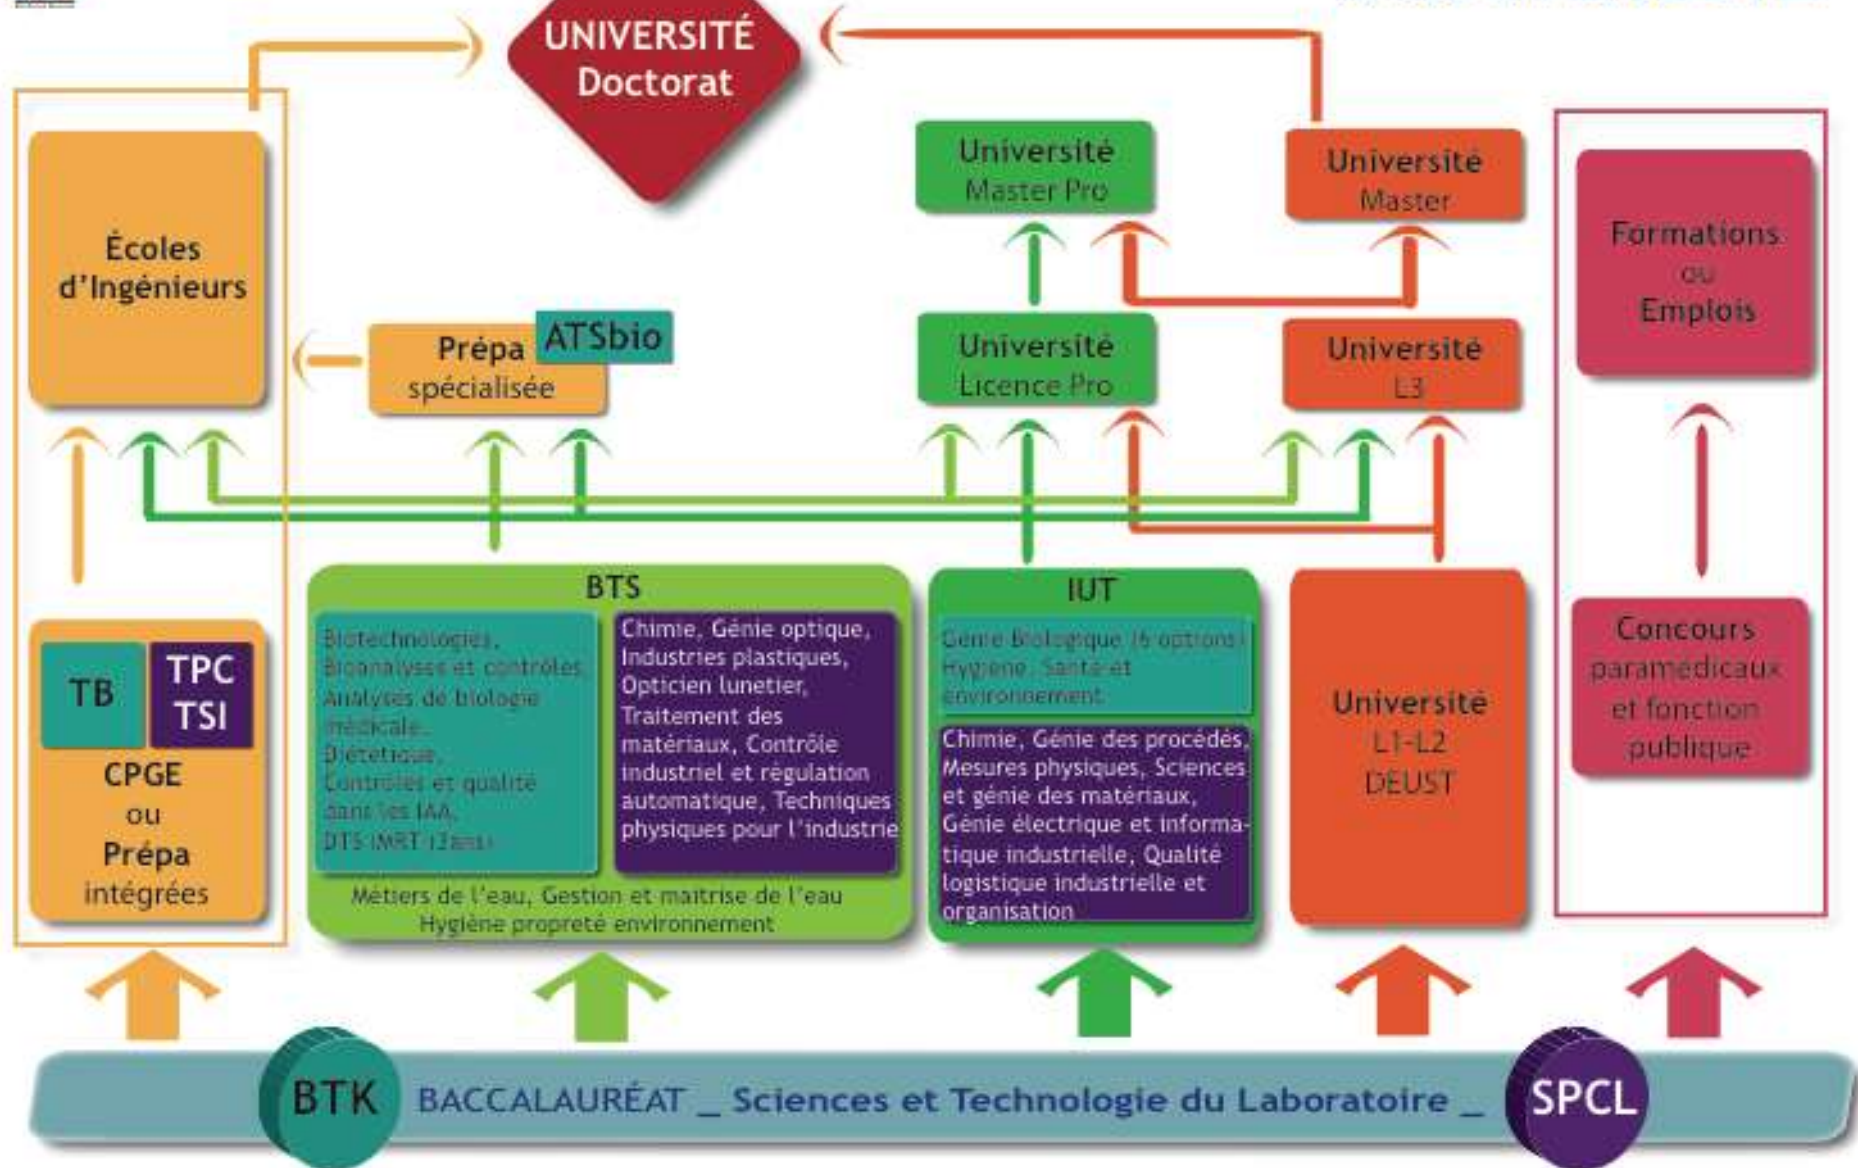 UNIVERSITÉ
Doctorat
Université
Master Pro
Université
Master
Écoles
d'Ingénieurs
Formations
ou
Emplois
Prépa
spécialisée
ATSbio
Université
Licence Pro
Université
L3
TB
TPC
TSI
CPGE
ou
Prépa
intégrées
BTS
Biotechnologies,
Bioanalyses et contrôles,
Analyses de biologie
médicale,
Diététique,
Contrôles et qualité
dans les IAA,
DTS IMRT (3ans)
Chimie, Génie optique,
Industries plastiques,
Opticien lunetier,
Traitement des
matériaux, Contrôle
industriel et régulation
automatique, Techniques
physiques pour l'industrie
Métiers de l'eau, Gestion et maitrise de l'eau
Hygiène propreté environnement
IUT
Génie Biologique (6 options)
Hygiène, Santé et
environnement
Chimie, Génie des procédés,
Mesures physiques, Sciences
et génie des matériaux,
Génie électrique et informa-
tique industrielle, Qualité
logistique industrielle et
organisation
Université
L1-L2
DEUST
Concours
paramédicaux
et fonction
publique
BTK
BACCALAURÉAT _ Sciences et Technologie du Laboratoire _
SPCL